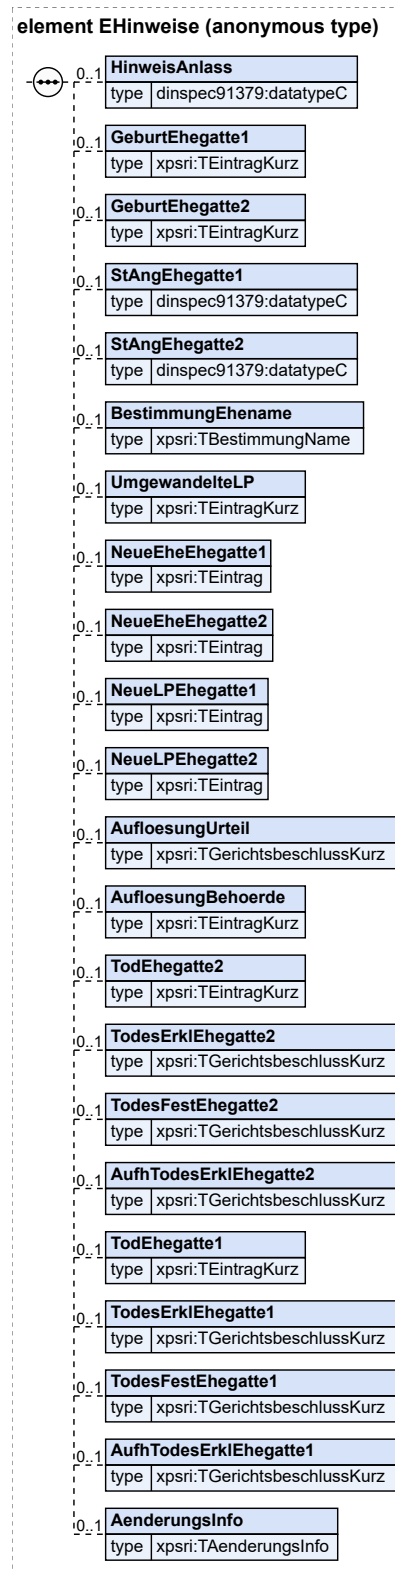 element EHinweise (anonymous type)
0..1 HinweisAnlass
type dinspec91379:datatypeC
0..1 GeburtEhegatte1
type xpsri:TEintragKurz
0..1 GeburtEhegatte2
type xpsri:TEintragKurz
0..1 StAngEhegatte1
type dinspec91379:datatypeC
0..1 StAngEhegatte2
type dinspec91379:datatypeC
0..1 BestimmungEhename
type xpsri:TBestimmungName
0..1 UmgewandelteLP
type xpsri:TEintragKurz
0..1 NeueEheEhegatte1
type xpsri:TEintrag
0..1 NeueEheEhegatte2
type xpsri:TEintrag
0..1 NeueLPEhegatte1
type xpsri:TEintrag
0..1 NeueLPEhegatte2
type xpsri:TEintrag
0..1 AufloesungUrteil
type xpsri:TGerichtsbeschlussKurz
0..1 AufloesungBehoerde
type xpsri:TEintragKurz
0..1 TodEhegatte2
type xpsri:TEintragKurz
0..1 TodesErklEhegatte2
type xpsri:TGerichtsbeschlussKurz
0..1 TodesFestEhegatte2
type xpsri:TGerichtsbeschlussKurz
0..1 AufhTodesErklEhegatte2
type xpsri:TGerichtsbeschlussKurz
0..1 TodEhegatte1
type xpsri:TEintragKurz
0..1 TodesErklEhegatte1
type xpsri:TGerichtsbeschlussKurz
0..1 TodesFestEhegatte1
type xpsri:TGerichtsbeschlussKurz
0..1 AufhTodesErklEhegatte1
type xpsri:TGerichtsbeschlussKurz
0..1 AenderungsInfo
type xpsri:TAenderungsInfo